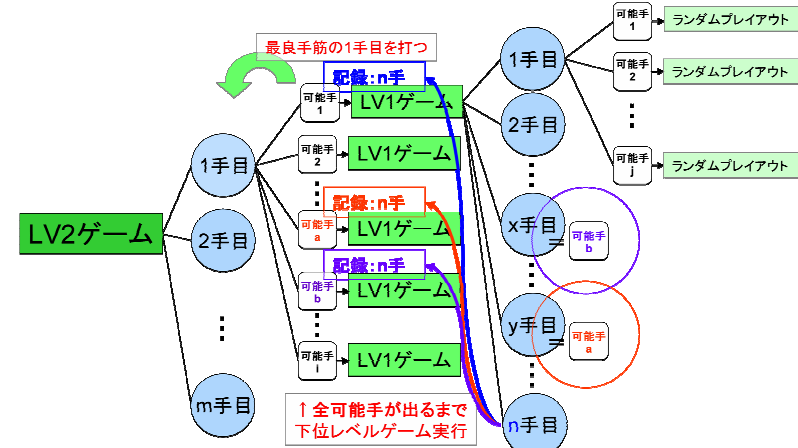 最良手筋の1手目を打つ
LV2ゲーム
1手目
2手目
⋮
m手目
可能手
1
可能手
2
⋮
可能手
a
可能手
b
⋮
可能手
i
記録:n手
LV1ゲーム
LV1ゲーム
記録:n手
LV1ゲーム
記録:n手
LV1ゲーム
LV1ゲーム
↑全可能手が出るまで
下位レベルゲーム実行
1手目
2手目
⋮
x手目
=
可能手
b
⋮
y手目
=
可能手
a
⋮
n手目
可能手
1
ランダムプレイアウト
可能手
2
ランダムプレイアウト
⋮
可能手
j
ランダムプレイアウト